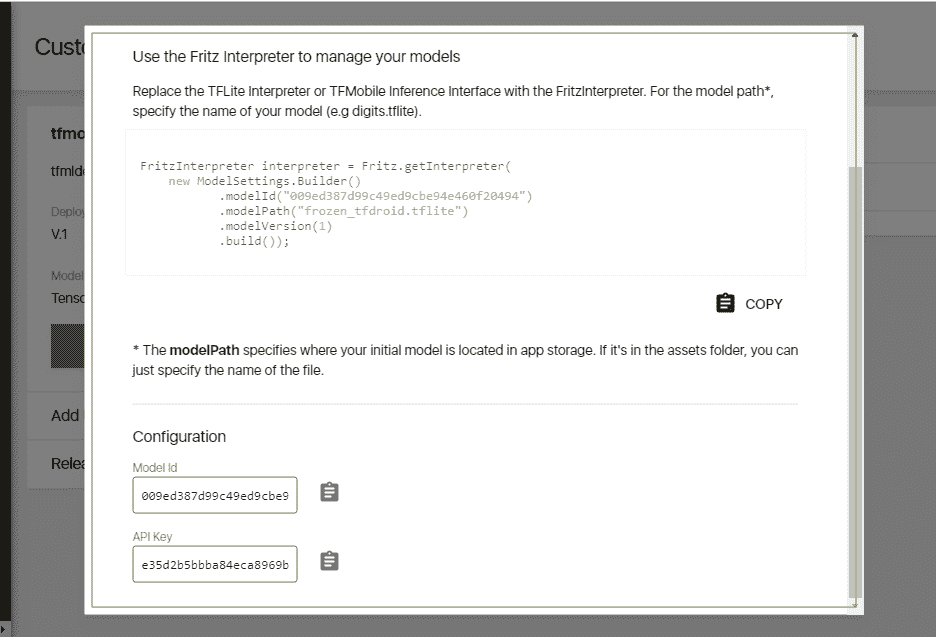 Custo
Use the Fritz Interpreter to manage your models
Replace the TFLite Interpreter or TFMobile Inference Interface with the FritzInterpreter. For the model path*,
specify the name of your model (e.g digits.tflite).
FritzInterpreter interpreter = Fritz.getInterpreter(
new ModelSettings.Builder()
.modelId("009ed387d99c49ed9cbe94e460f20494")
.modelPath("frozen_tfdroid.tflite")
.modelVersion(1)
.build());
COPY
* The modelPath specifies where your initial model is located in app storage. If it's in the assets folder, you can
just specify the name of the file.
Configuration
Model Id
009ed387d99c49ed9cbe9
API Key
e35d2b5bbba84eca8969b
tfmo
tfmlde
Deploy
V.1
Model
Tenso
Add
Relea